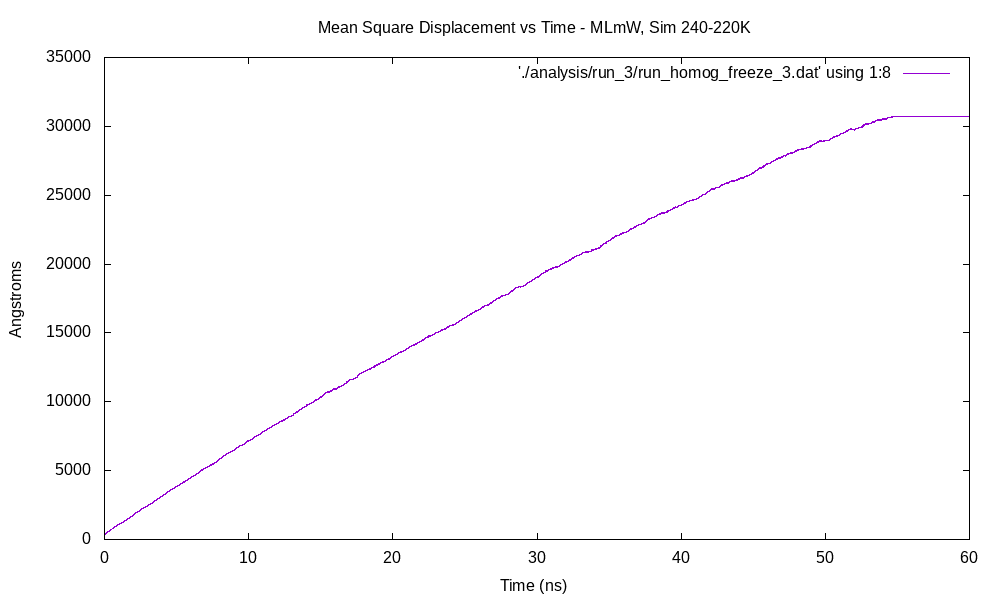 Mean Square Displacement vs Time - MLmW, Sim 240-220K
'./analysis/run_3/run_homog_freeze_3.dat' using 1:8
35000
30000
25000
20000
15000
10000
5000
0
Angstroms
0 10 20 30 40 50 60
Time (ns)